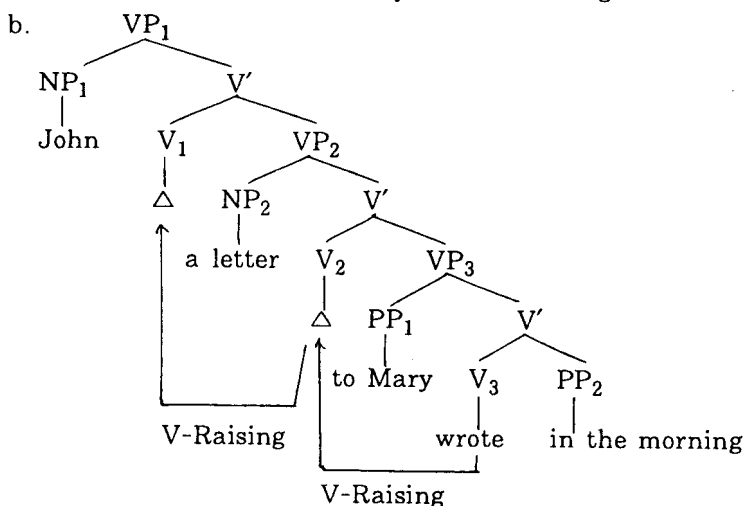 b. VP₁
NP₁ V′
John V₁ VP₂
△ NP₂ V′
a letter V₂ VP₃
△ PP₁ V′
to Mary V₃ PP₂
V-Raising wrote in the morning
V-Raising